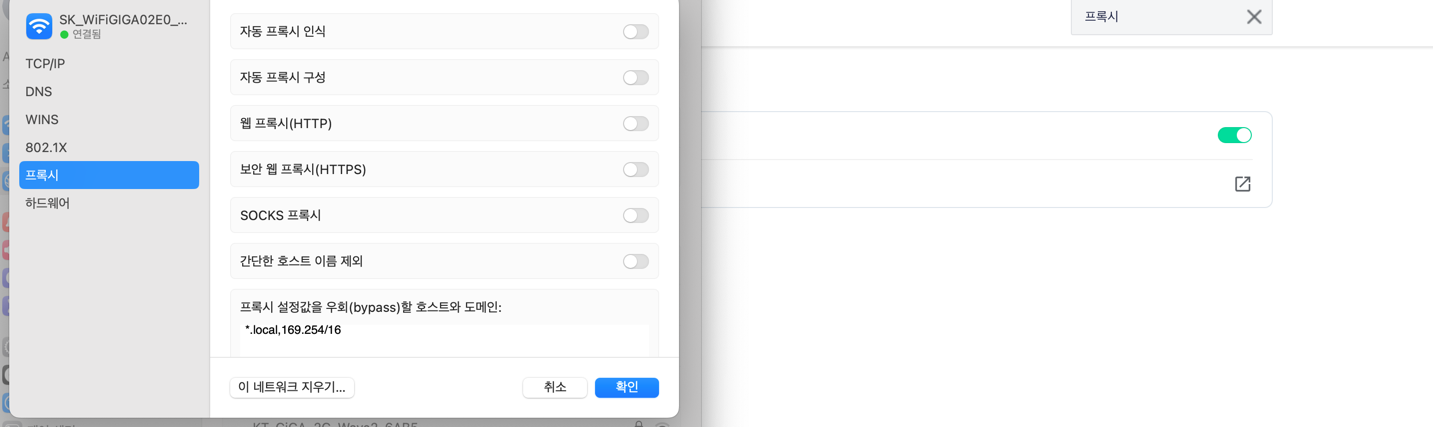 SK_WiFiGIGA02E0_...
연결됨
TCP/IP
DNS
WINS
802.1X
프록시
하드웨어
자동 프록시 인식
자동 프록시 구성
웹 프록시(HTTP)
보안 웹 프록시(HTTPS)
SOCKS 프록시
간단한 호스트 이름 제외
프록시 설정값을 우회(bypass)할 호스트와 도메인:
*.local,169.254/16
이 네트워크 지우기...
취소
확인
프록시